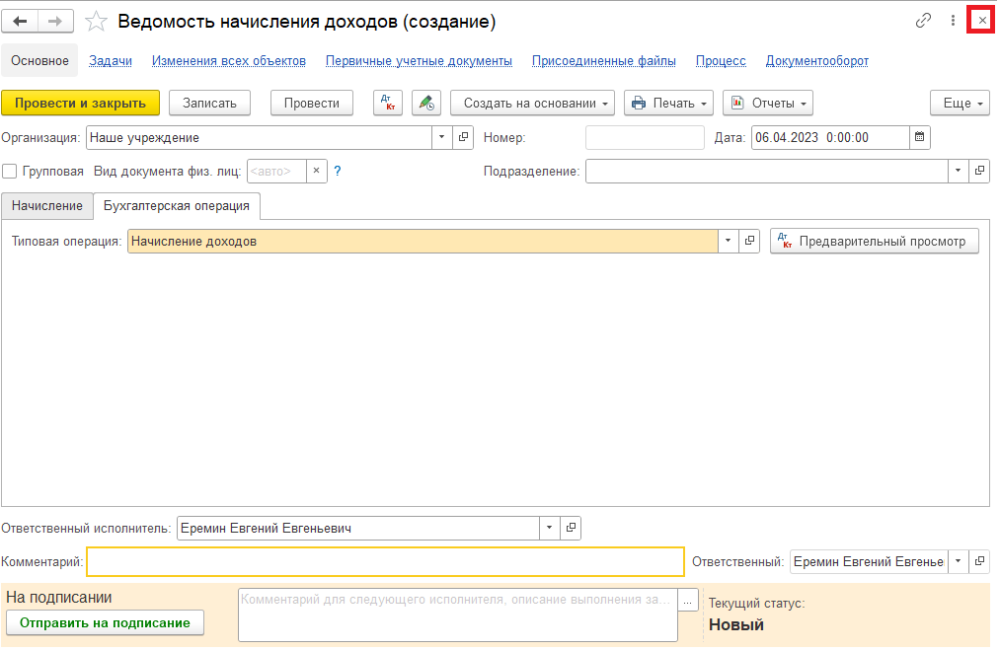 Ведомость начисления доходов (создание)
Основное Задачи Изменения всех объектов Первичные учетные документы Присоединенные файлы Процесс Документооборот
Провести и закрыть Записать Провести Дт Кт Создать на основании Печать Отчеты Еще
Организация: Наше учреждение Номер: Дата: 06.04.2023 0:00:00
Групповая Вид документа физ. лиц: <авто> × ? Подразделение:
Начисление Бухгалтерская операция
Типовая операция: Начисление доходов Дт Кт Предварительный просмотр
Ответственный исполнитель: Еремин Евгений Евгеньевич
Комментарий: Ответственный: Еремин Евгений Евгенье
На подписании Комментарий для следующего исполнителя, описание выполнения за... ... Текущий статус:
Отправить на подписание Новый